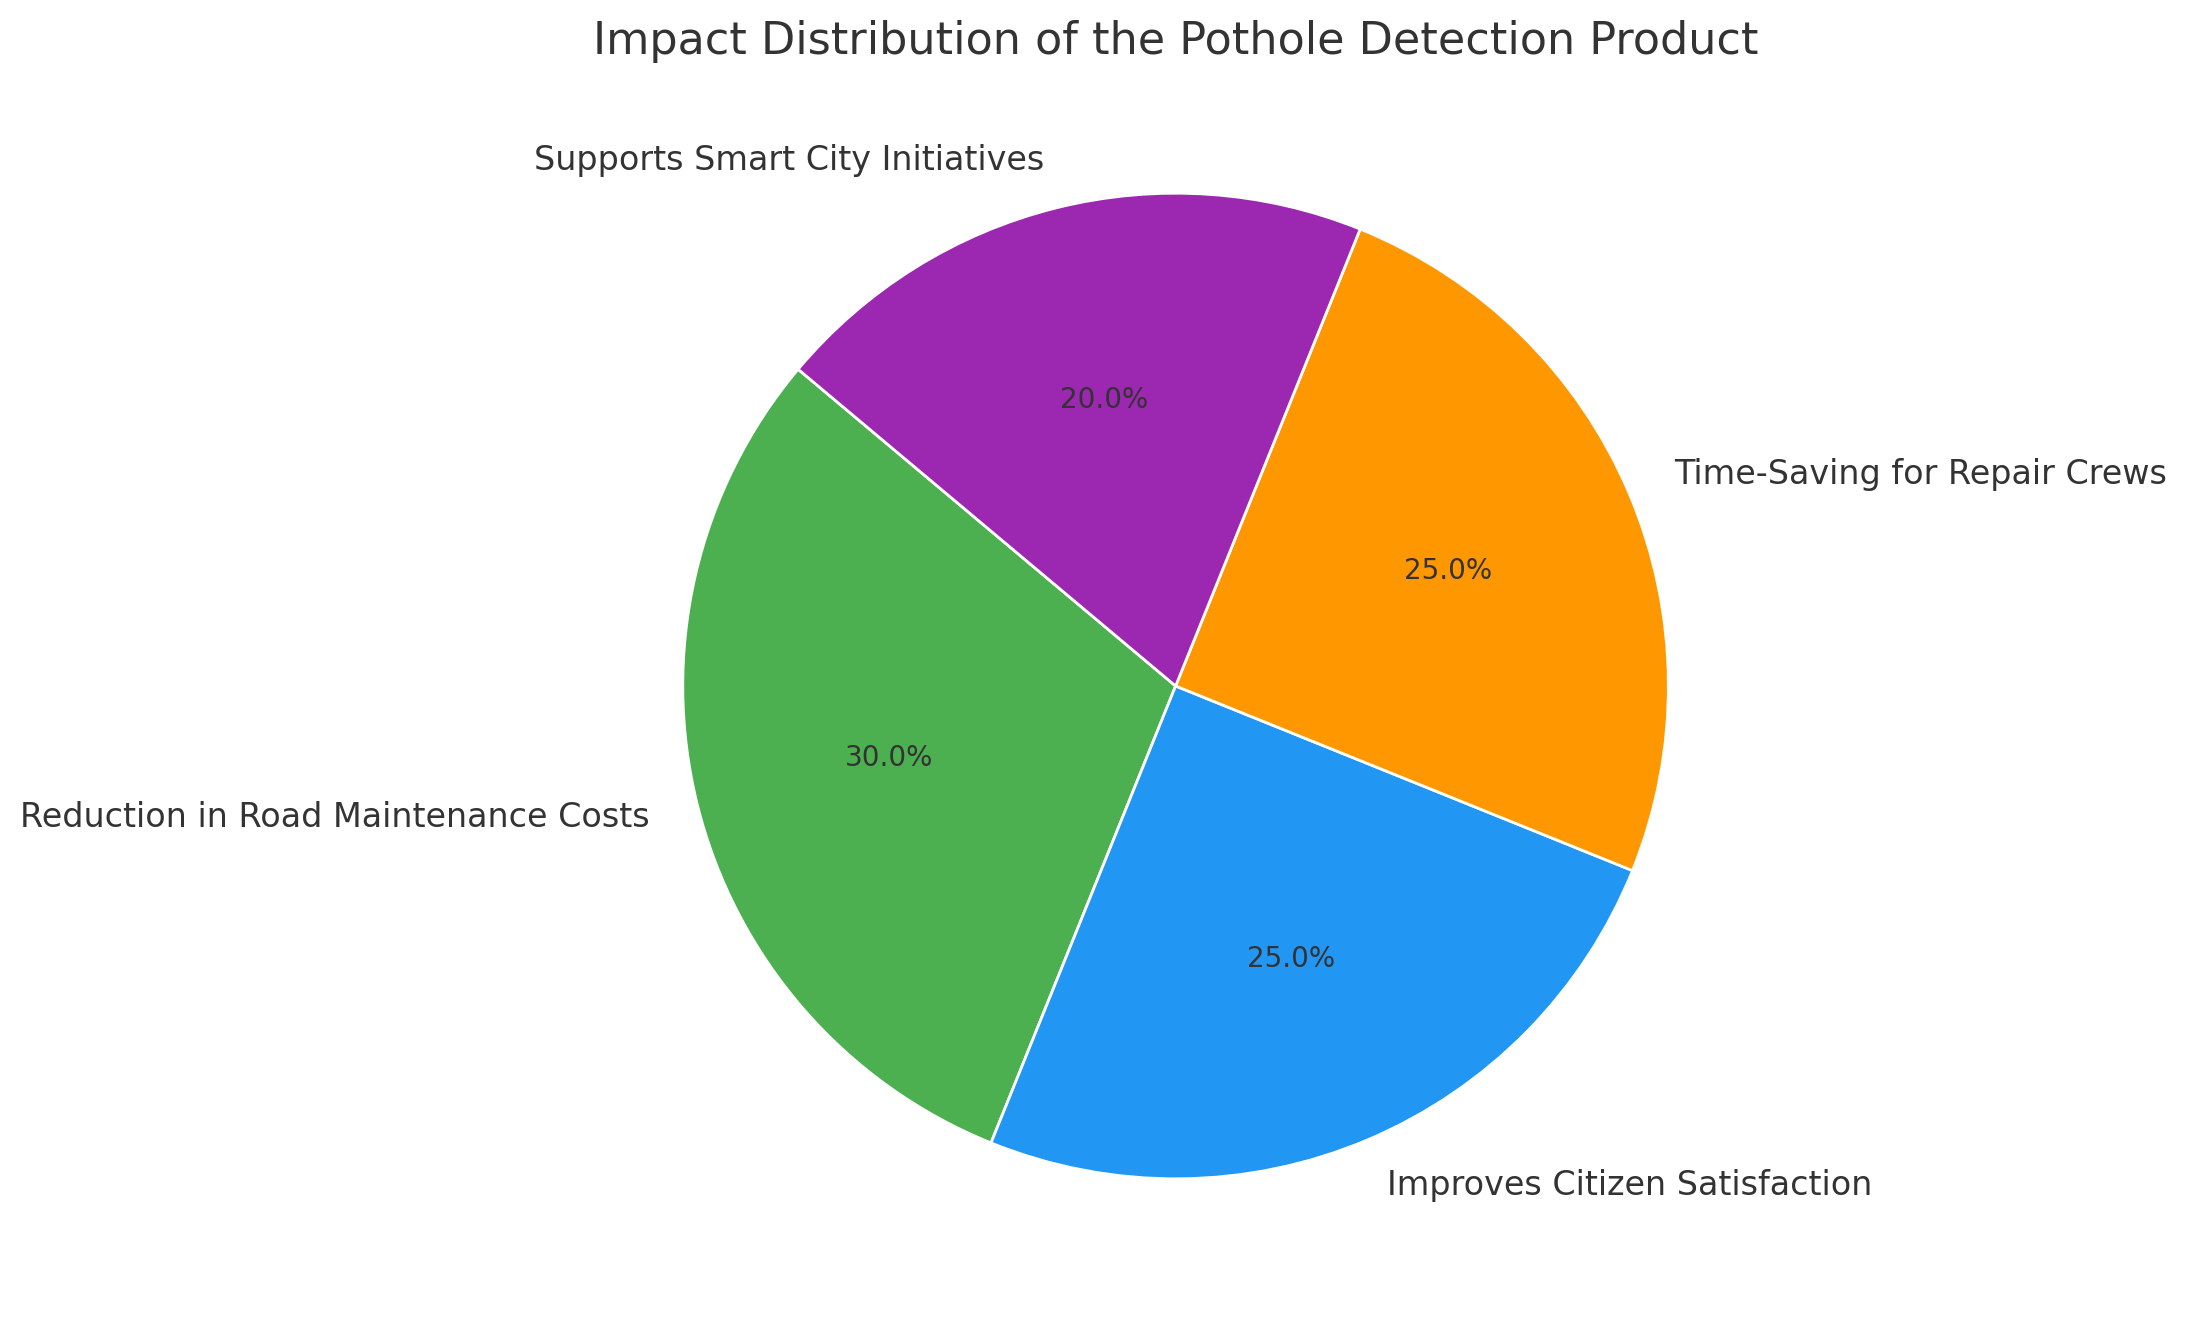 Impact Distribution of the Pothole Detection Product
Supports Smart City Initiatives
20.0%
Time-Saving for Repair Crews
25.0%
30.0%
Reduction in Road Maintenance Costs
25.0%
Improves Citizen Satisfaction